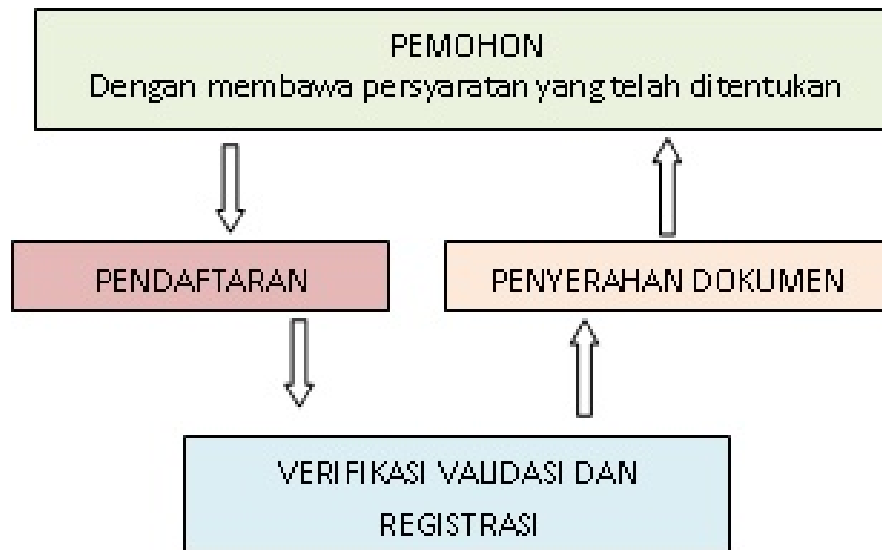 PEMOHON
Dengan membawa persyaratan yang telah ditentukan
PENDAFTARAN
PENYERAHAN DOKUMEN
VERIFIKASI VALIDASI DAN
REGISTRASI